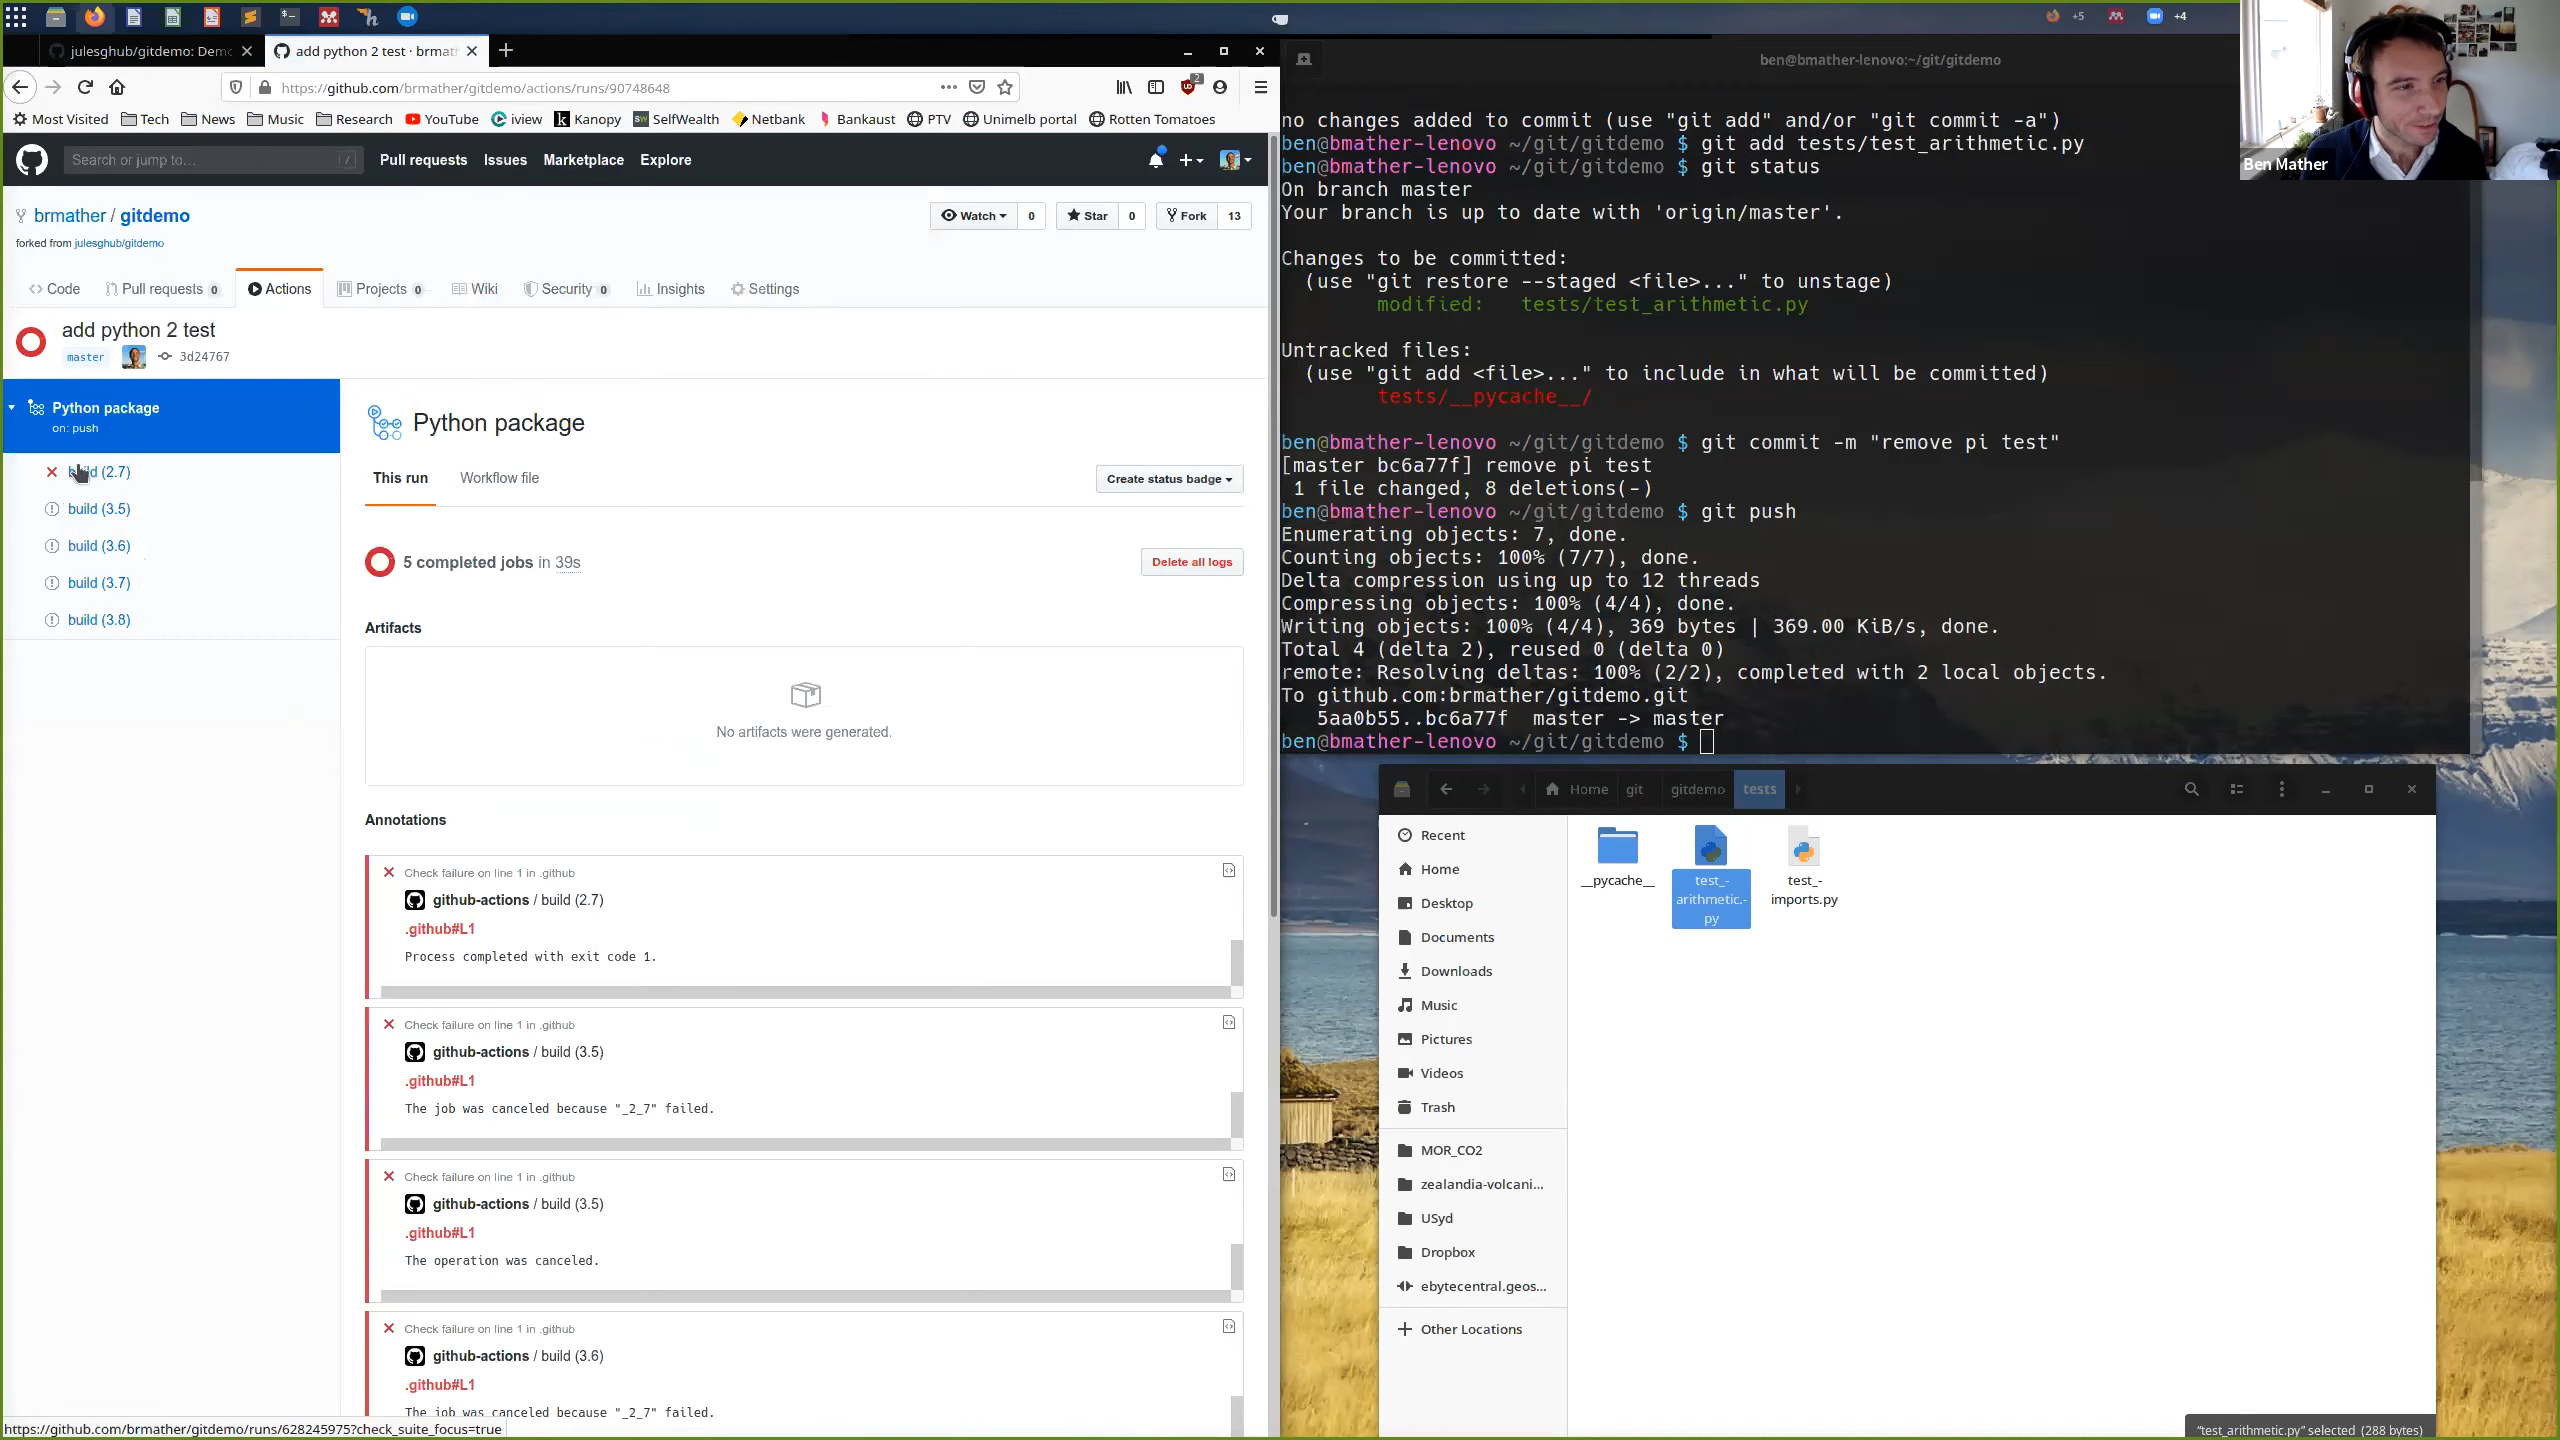 +5
+4
julesghub/gitdemo: Demo
add python 2 test · brmath
https://github.com/brmather/gitdemo/actions/runs/90748648
2
Most Visited
Tech
News
Music
Research
YouTube
iview
Kanopy
SelfWealth
Netbank
Bankaust
PTV
Unimelb portal
Rotten Tomatoes
Search or jump to...
/
Pull requests
Issues
Marketplace
Explore
brmather / gitdemo
forked from julesghub/gitdemo
Watch 0
Star 0
Fork 13
Code
Pull requests 0
Actions
Projects 0
Wiki
Security 0
Insights
Settings
add python 2 test
master
3d24767
Python package
on: push
build (2.7)
build (3.5)
build (3.6)
build (3.7)
build (3.8)
Python package
This run
Workflow file
Create status badge
5 completed jobs in 39s
Delete all logs
Artifacts
No artifacts were generated.
Annotations
Check failure on line 1 in .github
github-actions / build (2.7)
.github#L1
Process completed with exit code 1.
Check failure on line 1 in .github
github-actions / build (3.5)
.github#L1
The job was canceled because "_2_7" failed.
Check failure on line 1 in .github
github-actions / build (3.5)
.github#L1
The operation was canceled.
Check failure on line 1 in .github
github-actions / build (3.6)
.github#L1
The job was canceled because "_2_7" failed.
https://github.com/brmather/gitdemo/runs/628245975?check_suite_focus=true
ben@bmather-lenovo:~/git/gitdemo
no changes added to commit (use "git add" and/or "git commit -a")
ben@bmather-lenovo ~/git/gitdemo $ git add tests/test_arithmetic.py
ben@bmather-lenovo ~/git/gitdemo $ git status
On branch master
Your branch is up to date with 'origin/master'.
Changes to be committed:
(use "git restore --staged <file>..." to unstage)
modified: tests/test_arithmetic.py
Untracked files:
(use "git add <file>..." to include in what will be committed)
tests/__pycache__/
ben@bmather-lenovo ~/git/gitdemo $ git commit -m "remove pi test"
[master bc6a77f] remove pi test
1 file changed, 8 deletions(-)
ben@bmather-lenovo ~/git/gitdemo $ git push
Enumerating objects: 7, done.
Counting objects: 100% (7/7), done.
Delta compression using up to 12 threads
Compressing objects: 100% (4/4), done.
Writing objects: 100% (4/4), 369 bytes | 369.00 KiB/s, done.
Total 4 (delta 2), reused 0 (delta 0)
remote: Resolving deltas: 100% (2/2), completed with 2 local objects.
To github.com:brmather/gitdemo.git
5aa0b55..bc6a77f master -> master
ben@bmather-lenovo ~/git/gitdemo $
Ben Mather
Home
git
gitdemo
tests
Recent
Home
Desktop
Documents
Downloads
Music
Pictures
Videos
Trash
MOR_CO2
zealandia-volcani...
USyd
Dropbox
ebytecentral.geos...
Other Locations
__pycache__
test_-
arithmetic.-
py
test_-
imports.py
"test_arithmetic.py" selected (288 bytes)